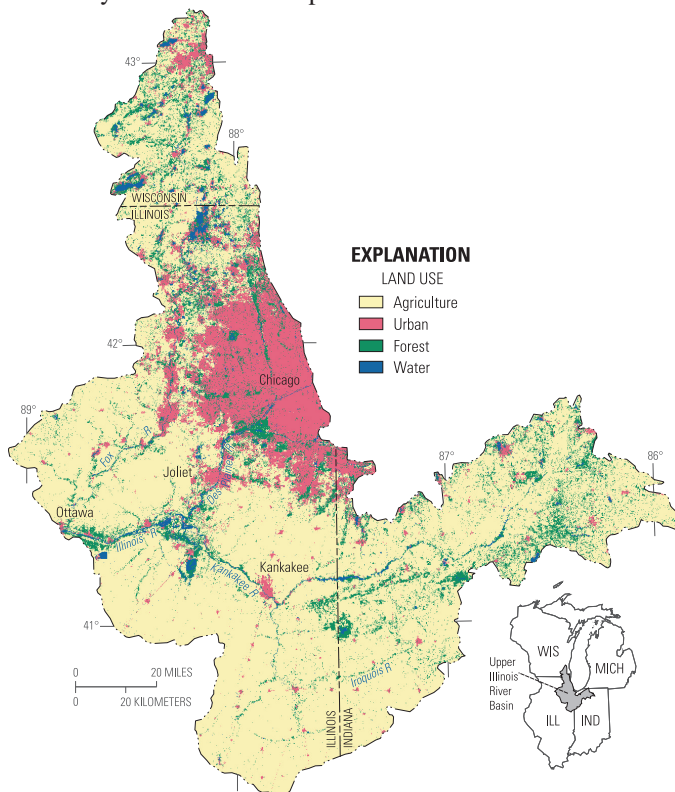 43°
88°
WISCONSIN
ILLINOIS
EXPLANATION
LAND USE
Agriculture
Urban
Forest
Water
42°
Chicago
89°
Fox R
87°
86°
Joliet
Des
Ottawa
Illinois R
Kankakee R
Kankakee
41°
Iroquois R
0 20 MILES
0 20 KILOMETERS
ILLINOIS
INDIANA
WIS
MICH
Upper
Illinois
River
Basin
ILL
IND